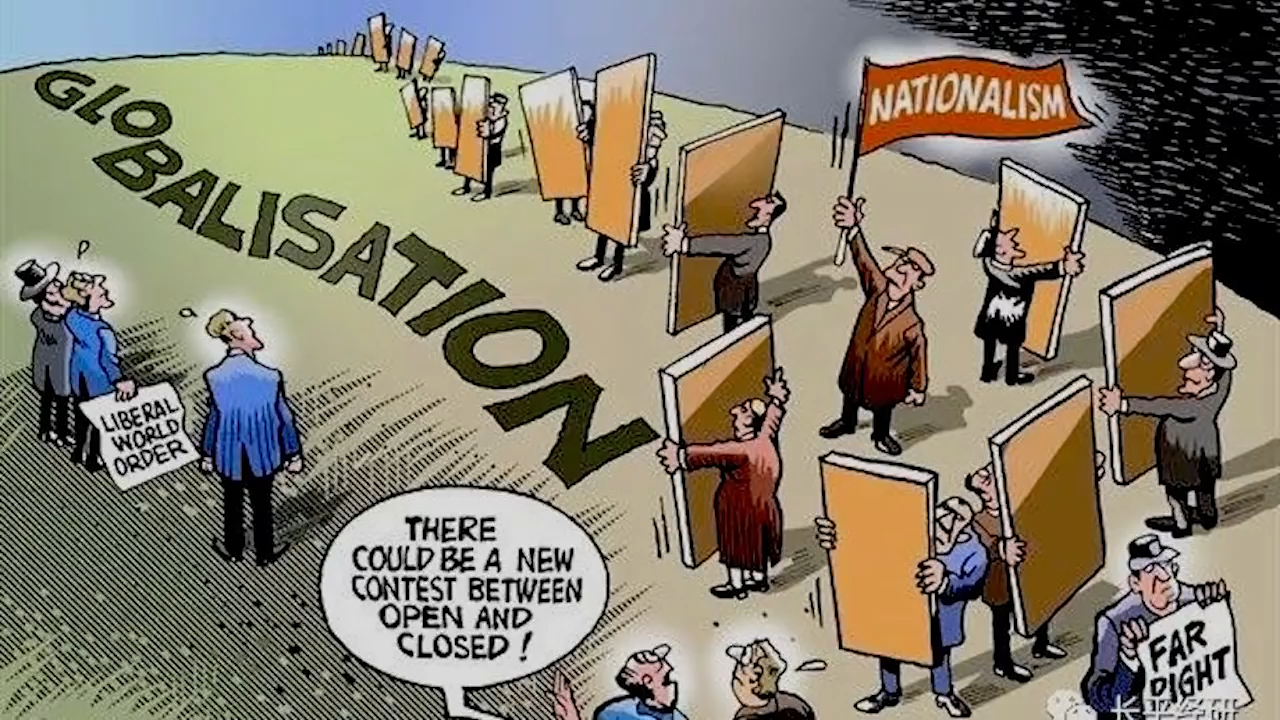 GLOBALISATION
NATIONALISM
LIBERAL
WORLD
ORDER
THERE
COULD BE A NEW
CONTEST BETWEEN
OPEN AND
CLOSED!
FAR
RIGHT